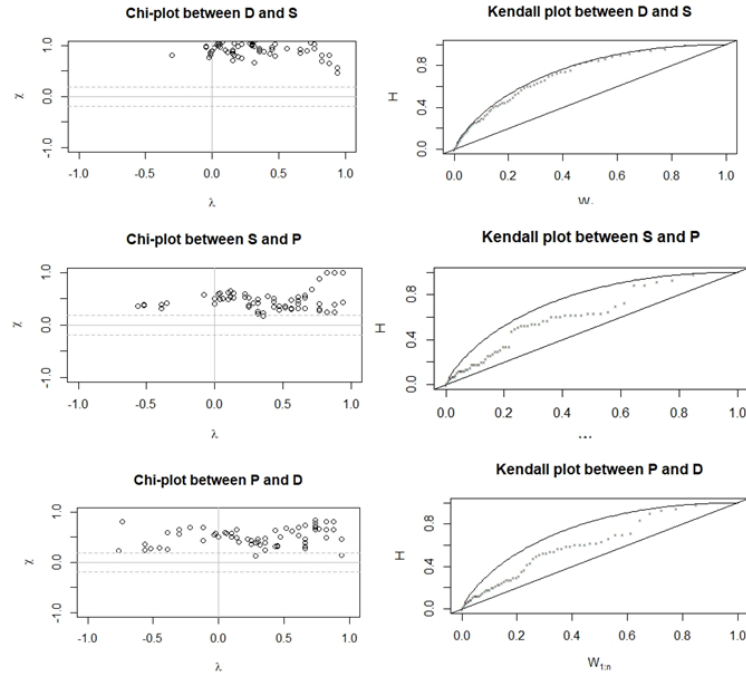 Chi-plot between D and S
χ
1.0
0.0
-1.0
-1.0 -0.5 0.0 0.5 1.0
λ
Kendall plot between D and S
H
0.8
0.4
0.0
0.0 0.2 0.4 0.6 0.8 1.0
Chi-plot between S and P
χ
1.0
0.0
-1.0
-1.0 -0.5 0.0 0.5 1.0
λ
Kendall plot between S and P
H
0.8
0.4
0.0
0.0 0.2 0.4 0.6 0.8 1.0
Chi-plot between P and D
χ
1.0
0.0
-1.0
-1.0 -0.5 0.0 0.5 1.0
λ
Kendall plot between P and D
H
0.8
0.4
0.0
0.0 0.2 0.4 0.6 0.8 1.0
W1:n